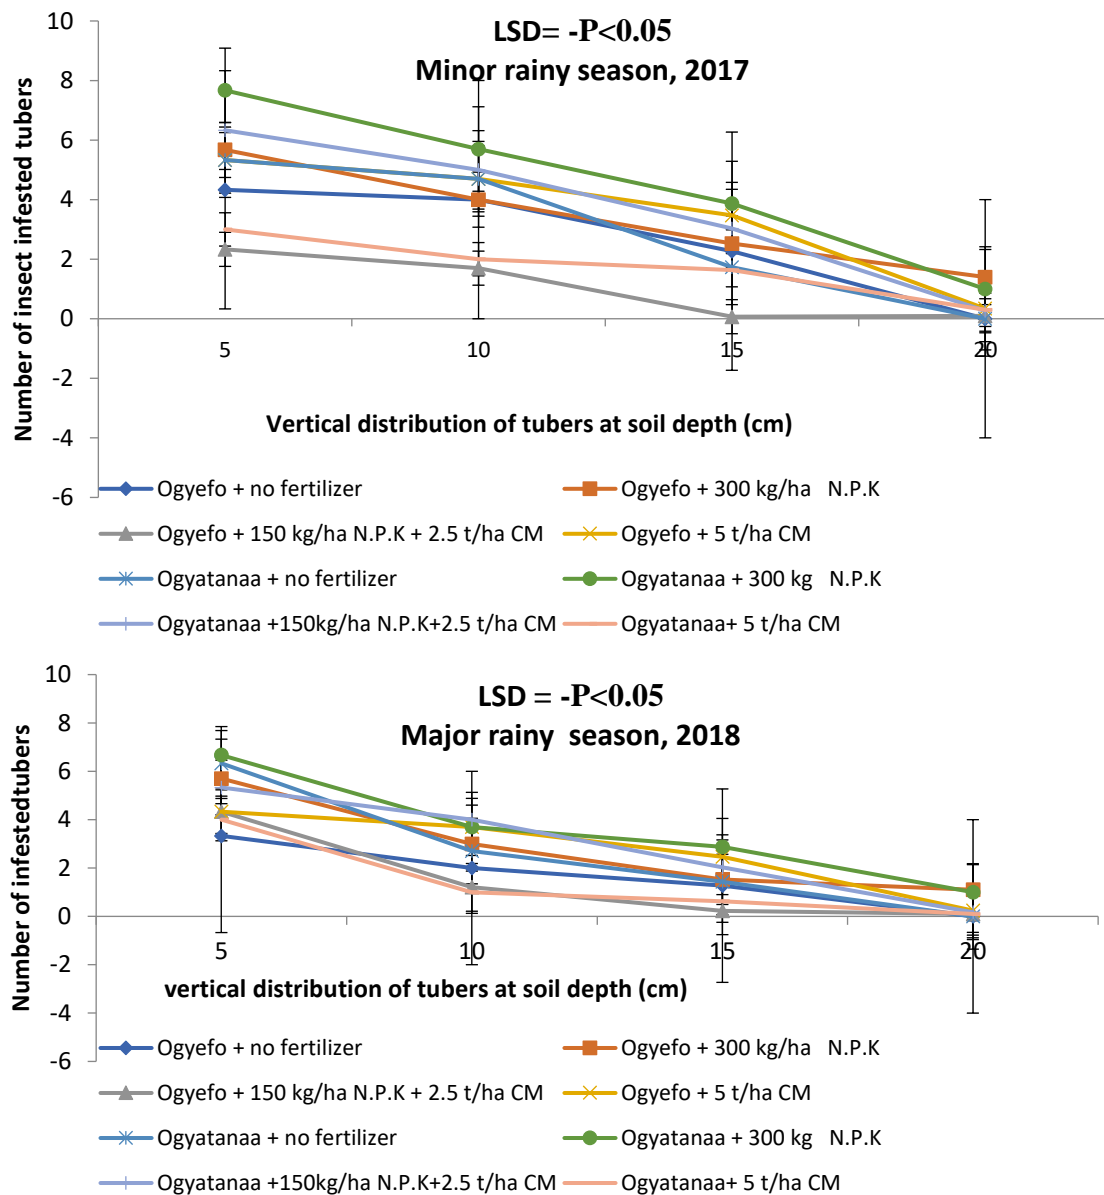 LSD= -P<0.05
Minor rainy season, 2017
Number of insect infested tubers
10
8
6
4
2
0
-2
-4
-6
5 10 15 20
Vertical distribution of tubers at soil depth (cm)
Ogyefo + no fertilizer Ogyefo + 300 kg/ha N.P.K
Ogyefo + 150 kg/ha N.P.K + 2.5 t/ha CM Ogyefo + 5 t/ha CM
Ogyatanaa + no fertilizer Ogyatanaa + 300 kg N.P.K
Ogyatanaa +150kg/ha N.P.K+2.5 t/ha CM Ogyatanaa+ 5 t/ha CM
LSD = -P<0.05
Major rainy season, 2018
Number of infestedtubers
10
8
6
4
2
0
-2
-4
-6
5 10 15 20
vertical distribution of tubers at soil depth (cm)
Ogyefo + no fertilizer Ogyefo + 300 kg/ha N.P.K
Ogyefo + 150 kg/ha N.P.K + 2.5 t/ha CM Ogyefo + 5 t/ha CM
Ogyatanaa + no fertilizer Ogyatanaa + 300 kg N.P.K
Ogyatanaa +150kg/ha N.P.K+2.5 t/ha CM Ogyatanaa+ 5 t/ha CM